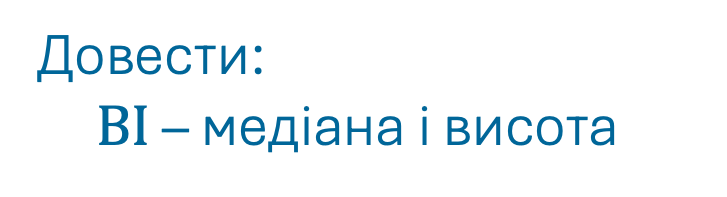 Довести:
BI – медіана і висота